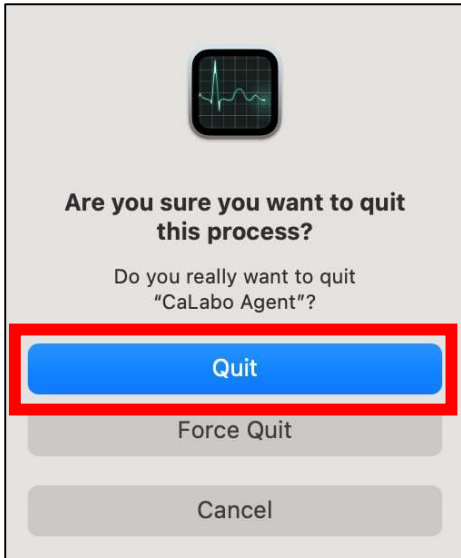 Are you sure you want to quit
this process?
Do you really want to quit
“CaLabo Agent”?
Quit
Force Quit
Cancel